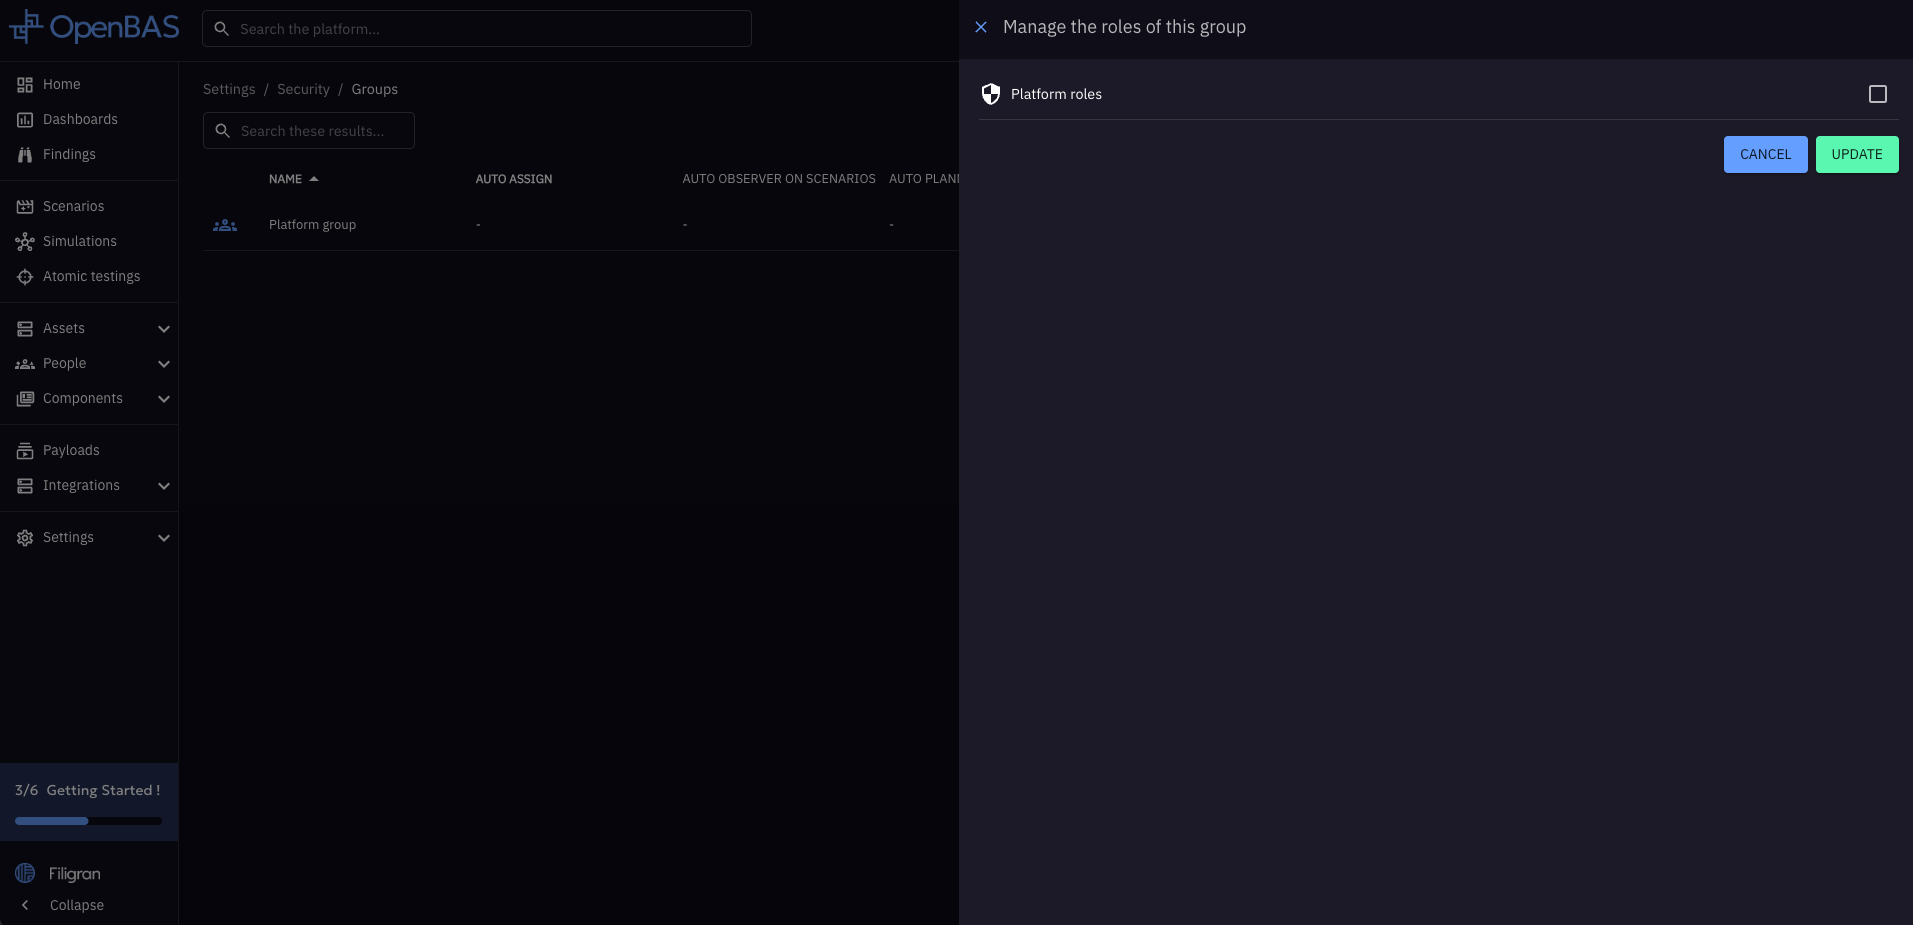 OpenBAS
Search the platform...
Manage the roles of this group
Home
Dashboards
Findings
Scenarios
Simulations
Atomic testings
Assets
People
Components
Payloads
Integrations
Settings
3/6 Getting Started !
Filigran
Collapse
Settings / Security / Groups
Search these results...
NAME AUTO ASSIGN AUTO OBSERVER ON SCENARIOS AUTO PLAN
Platform group - - -
Platform roles
CANCEL UPDATE